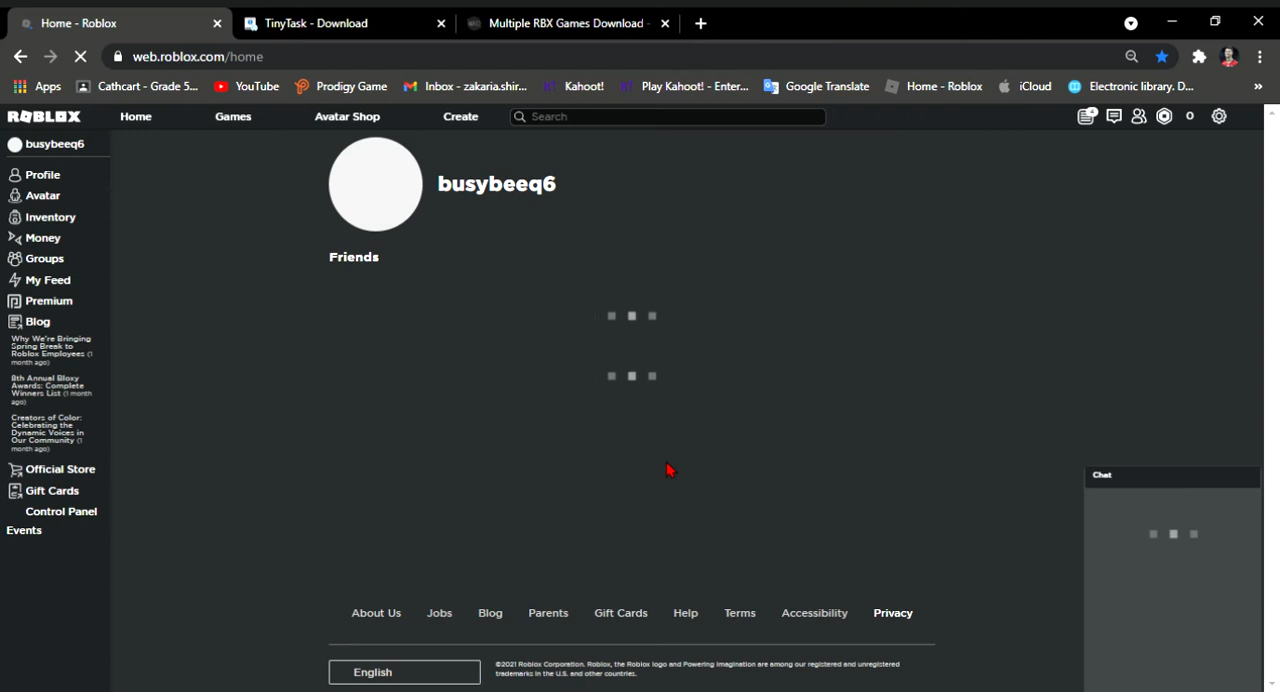 Home - Roblox
TinyTask - Download
Multiple RBX Games Download -
web.roblox.com/home
Apps
Cathcart - Grade 5...
YouTube
Prodigy Game
Inbox - zakaria.shir...
Kahoot!
Play Kahoot! - Enter...
Google Translate
Home - Roblox
iCloud
Electronic library. D...
»
ROBLOX
Home
Games
Avatar Shop
Create
Search
0
busybeeq6
Profile
Avatar
Inventory
Money
Groups
My Feed
Premium
Blog
Why We're Bringing
Spring Break to
Roblox Employees (1
month ago)
8th Annual Bloxy
Awards: Complete
Winners List (1 month
ago)
Creators of Color:
Celebrating the
Dynamic Voices in
Our Community (1
month ago)
Official Store
Gift Cards
Control Panel
Events
busybeeq6
Friends
Chat
About Us
Jobs
Blog
Parents
Gift Cards
Help
Terms
Accessibility
Privacy
English
©2021 Roblox Corporation. Roblox, the Roblox logo and Powering Imagination are among our registered and unregistered
trademarks in the U.S. and other countries.